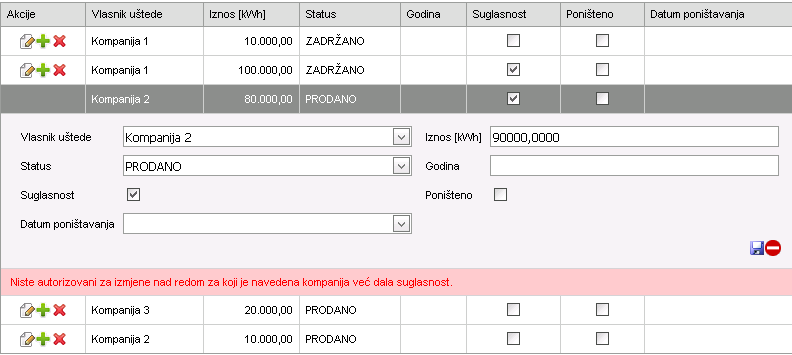 Akcije Vlasnik uštede Iznos [kWh] Status Godina Suglasnost Poništeno Datum poništavanja
Kompanija 1 10.000,00 ZADRŽANO
Kompanija 1 100.000,00 ZADRŽANO
Kompanija 2 80.000,00 PRODANO
Vlasnik uštede Kompanija 2 Iznos [kWh] 90000,0000
Status PRODANO Godina
Suglasnost Poništeno
Datum poništavanja
Niste autorizovani za izmjene nad redom za koji je navedena kompanija već dala suglasnost.
Kompanija 3 20.000,00 PRODANO
Kompanija 2 10.000,00 PRODANO